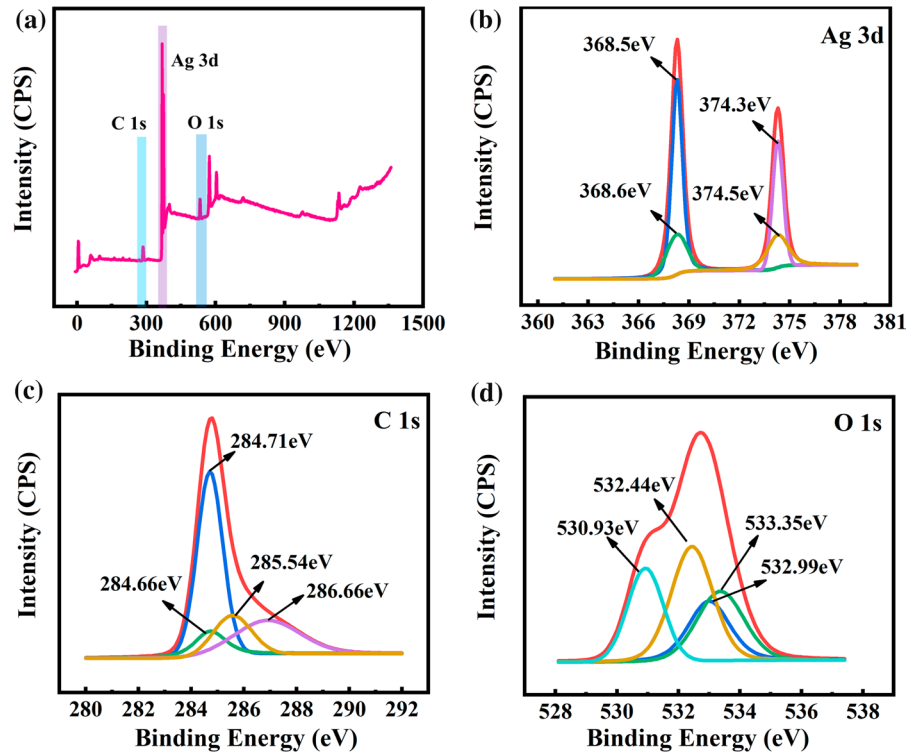 (a)
Intensity (CPS)
Ag 3d
C 1s
O 1s
0 300 600 900 1200 1500
Binding Energy (eV)
(b)
Intensity (CPS)
Ag 3d
368.5eV
374.3eV
368.6eV
374.5eV
360 363 366 369 372 375 378 381
Binding Energy (eV)
(c)
Intensity (CPS)
C 1s
284.71eV
284.66eV
285.54eV
286.66eV
280 282 284 286 288 290 292
Binding Energy (eV)
(d)
Intensity (CPS)
O 1s
532.44eV
530.93eV
533.35eV
532.99eV
528 530 532 534 536 538
Binding Energy (eV)